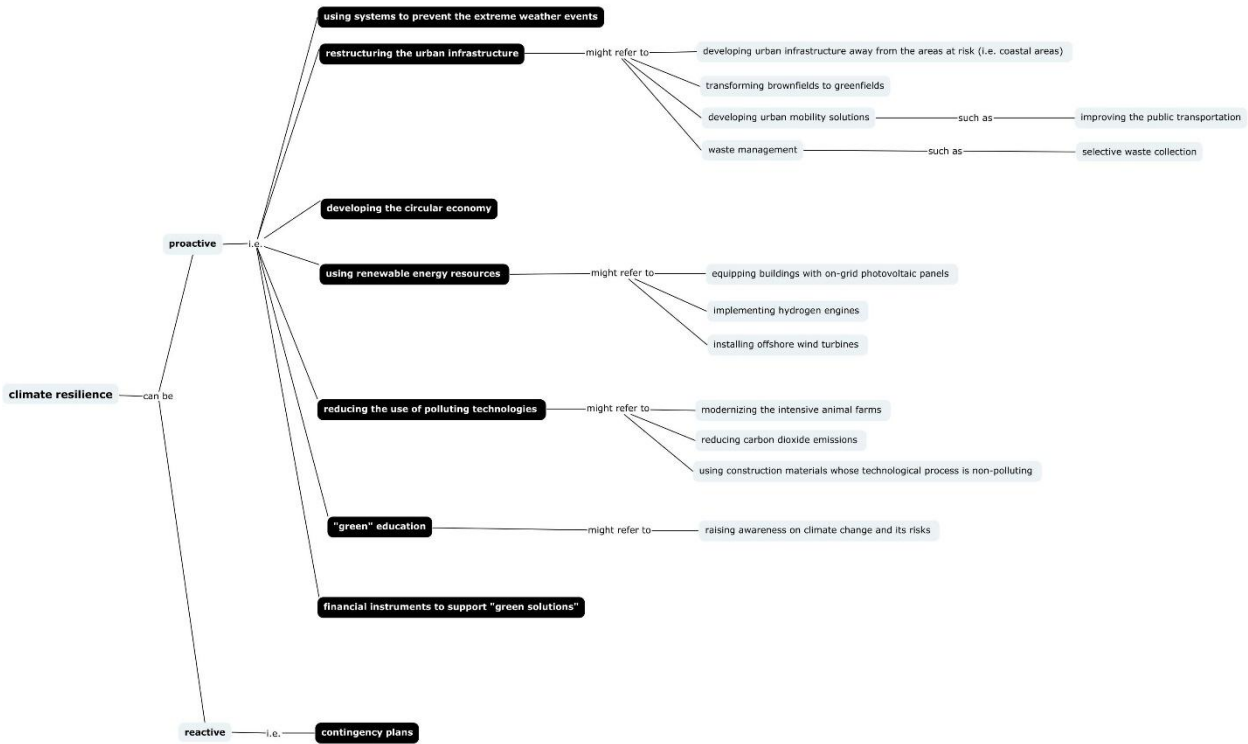 using systems to prevent the extreme weather events
restructuring the urban infrastructure
might refer to
developing urban infrastructure away from the areas at risk (i.e. coastal areas)
transforming brownfields to greenfields
developing urban mobility solutions
such as
improving the public transportation
waste management
such as
selective waste collection
developing the circular economy
proactive
i.e.
using renewable energy resources
might refer to
equipping buildings with on-grid photovoltaic panels
implementing hydrogen engines
installing offshore wind turbines
climate resilience
can be
reducing the use of polluting technologies
might refer to
modernizing the intensive animal farms
reducing carbon dioxide emissions
using construction materials whose technological process is non-polluting
"green" education
might refer to
raising awareness on climate change and its risks
financial instruments to support "green solutions"
reactive
i.e.
contingency plans